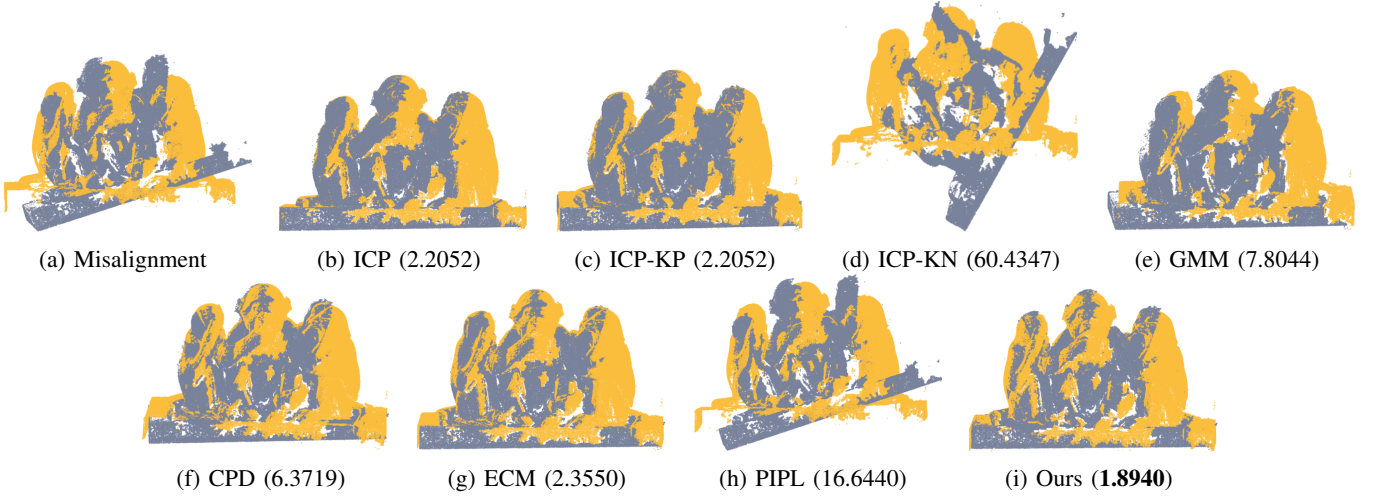 (a) Misalignment
(b) ICP (2.2052)
(c) ICP-KP (2.2052)
(d) ICP-KN (60.4347)
(e) GMM (7.8044)
(f) CPD (6.3719)
(g) ECM (2.3550)
(h) PIPL (16.6440)
(i) Ours (1.8940)